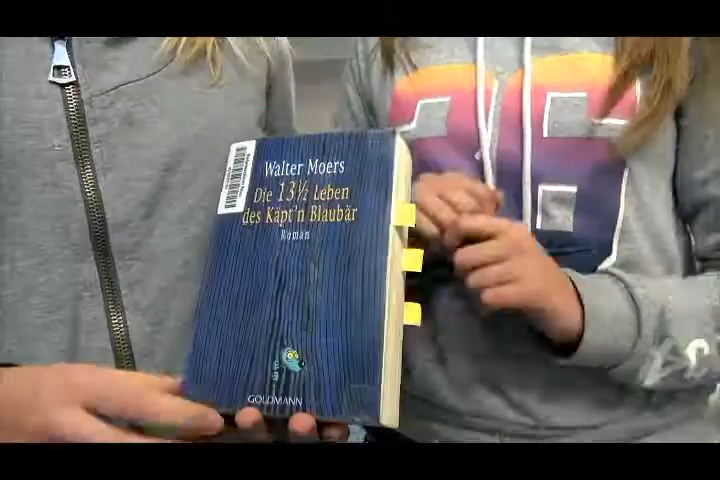 Walter Moers
Die 13½ Leben
des Käpt'n Blaubär
Roman
GOLDMANN